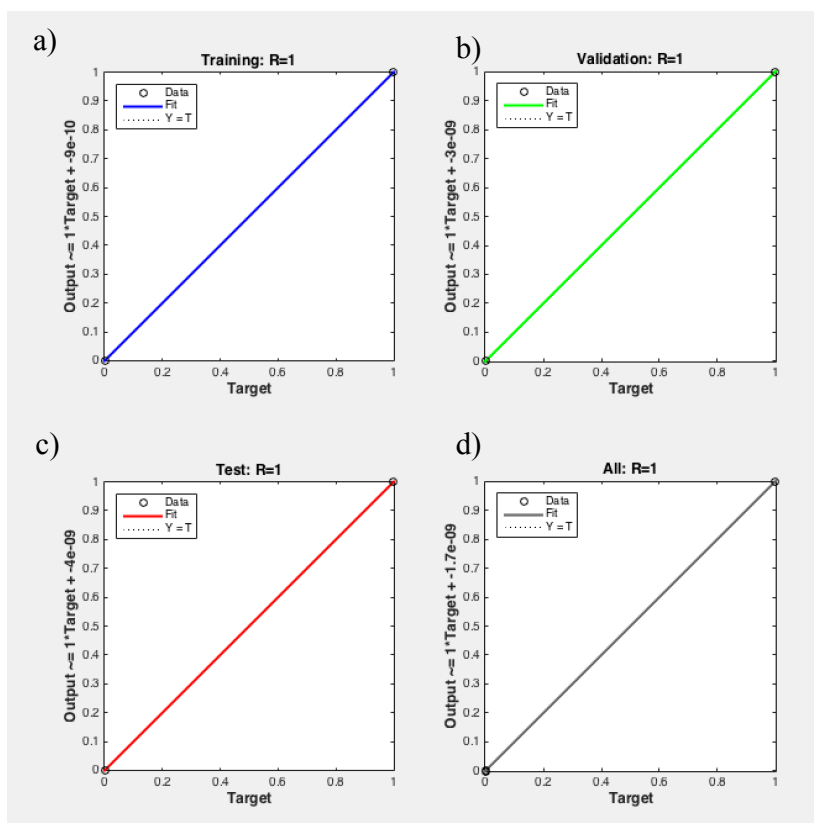 a)
Training: R=1
Output ~= 1*Target + -9e-10
1
0.9
0.8
0.7
0.6
0.5
0.4
0.3
0.2
0.1
0
Data
Fit
Y = T
0 0.2 0.4 0.6 0.8 1
Target
b)
Validation: R=1
Output ~= 1*Target + -3e-09
1
0.9
0.8
0.7
0.6
0.5
0.4
0.3
0.2
0.1
0
Data
Fit
Y = T
0 0.2 0.4 0.6 0.8 1
Target
c)
Test: R=1
Output ~= 1*Target + -4e-09
1
0.9
0.8
0.7
0.6
0.5
0.4
0.3
0.2
0.1
0
Data
Fit
Y = T
0 0.2 0.4 0.6 0.8 1
Target
d)
All: R=1
Output ~= 1*Target + -1.7e-09
1
0.9
0.8
0.7
0.6
0.5
0.4
0.3
0.2
0.1
0
Data
Fit
Y = T
0 0.2 0.4 0.6 0.8 1
Target